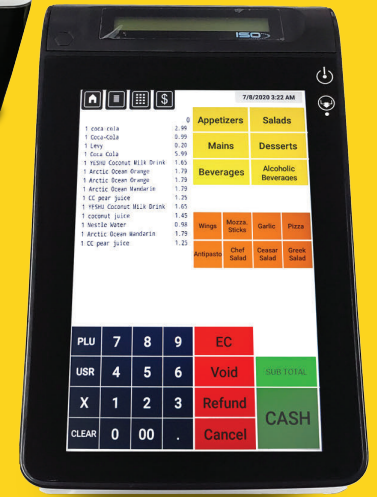 $ 7/8/2020 3:22 AM
0
1 coca cola 2.99
1 Coca-Cola 0.99
1 Levy 0.20
1 Coca Cola 5.99
1 YESHU Coconut Milk Drink 1.65
1 Arctic Ocean Orange 1.79
1 Arctic Ocean Orange 1.79
1 Arctic Ocean Mandarin 1.79
1 CC pear juice 1.25
1 YESHU Coconut Milk Drink 1.65
1 coconut juice 1.45
1 Nestle Water 0.98
1 Arctic Ocean Mandarin 1.79
1 CC pear juice 1.25
Appetizers Salads
Mains Desserts
Beverages Alcoholic
Beverages
Wings Mozza. Garlic Pizza
Sticks
Antipasto Chef Ceasar Greek
Salad Salad Salad
PLU 7 8 9 EC
USR 4 5 6 Void SUB TOTAL
X 1 2 3 Refund CASH
CLEAR 0 00 . Cancel